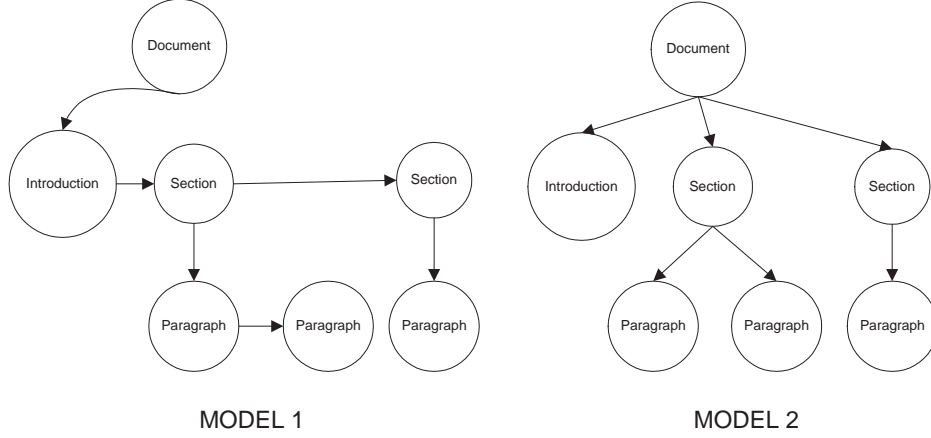 Document
Introduction
Section
Section
Paragraph
Paragraph
Paragraph
MODEL 1
Document
Introduction
Section
Section
Paragraph
Paragraph
Paragraph
MODEL 2